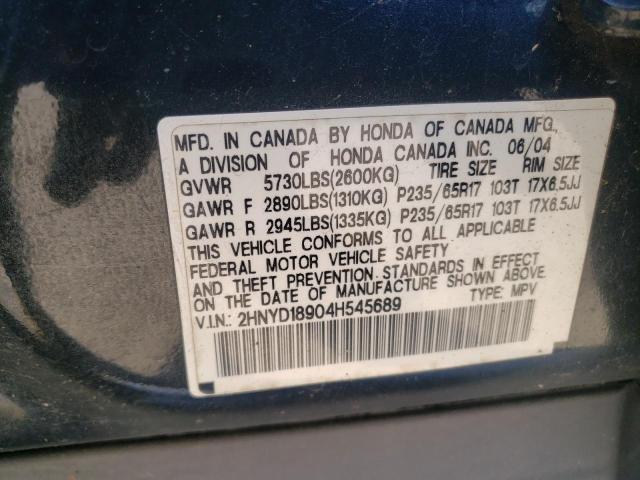 MFD. IN CANADA BY HONDA OF CANADA MFG.,
A DIVISION OF HONDA CANADA INC. 06/04
GVWR 5730LBS(2600KG) TIRE SIZE RIM SIZE
GAWR F 2890LBS(1310KG) P235/65R17 103T 17X6.5JJ
GAWR R 2945LBS(1335KG) P235/65R17 103T 17X6.5JJ
THIS VEHICLE CONFORMS TO ALL APPLICABLE
FEDERAL MOTOR VEHICLE SAFETY
AND THEFT PREVENTION STANDARDS IN EFFECT
ON THE DATE OF MANUFACTURE SHOWN ABOVE.
V.I.N.: 2HNYD18904H545689 TYPE: MPV